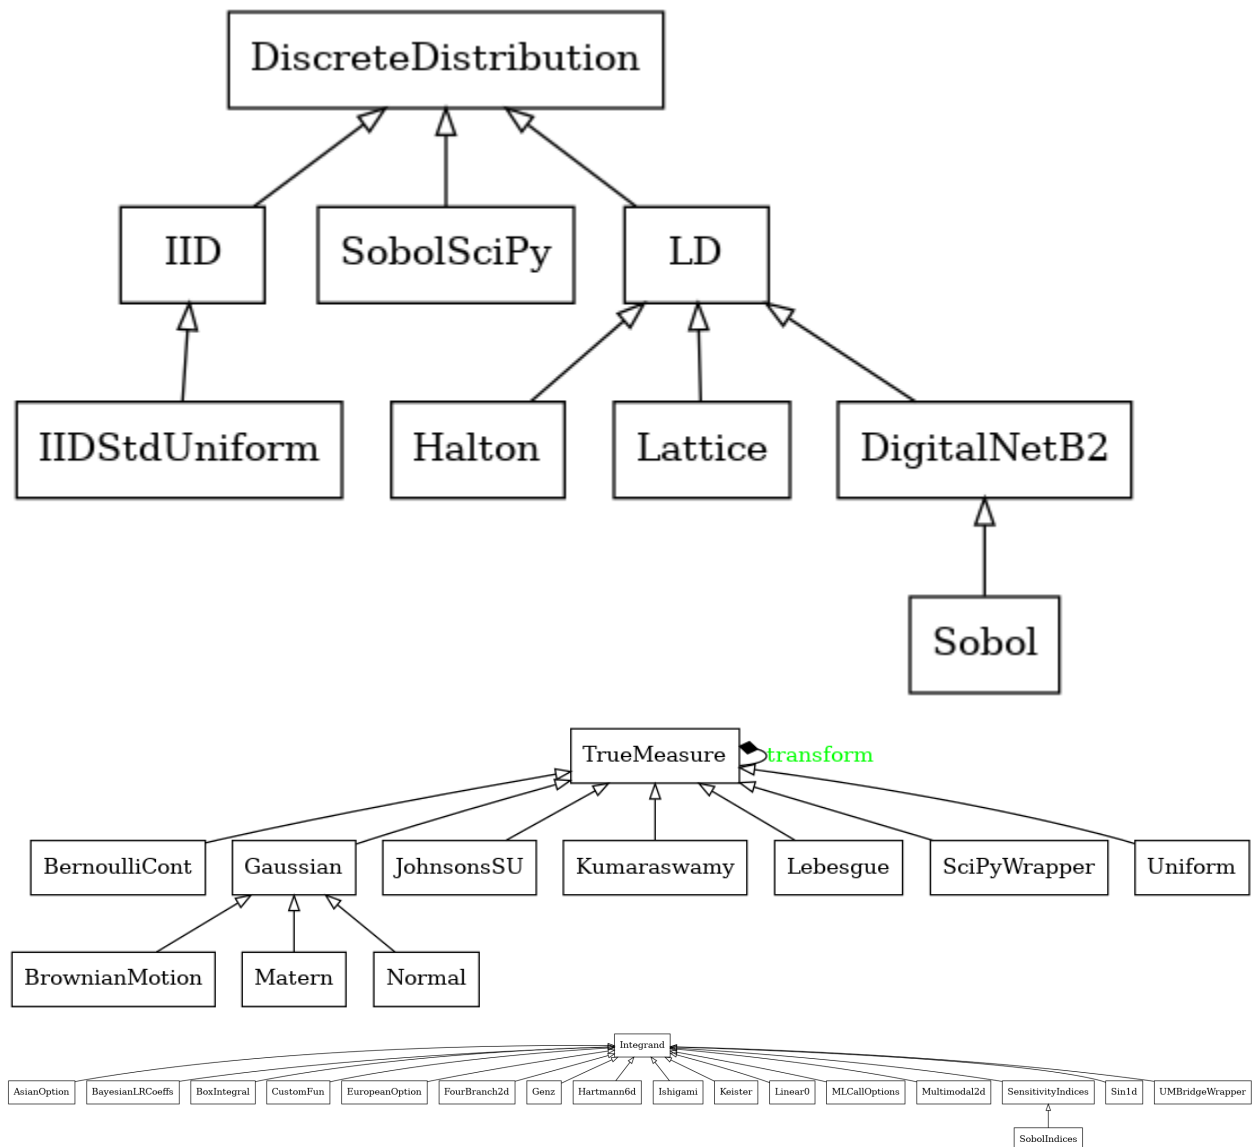 DiscreteDistribution
IID SobolSciPy LD
IIDStdUniform Halton Lattice DigitalNetB2
Sobol
TrueMeasure transform
BernoulliCont Gaussian JohnsonsSU Kumaraswamy Lebesgue SciPyWrapper Uniform
BrownianMotion Matern Normal
Integrand
AsianOption BayesianLRCoeffs BoxIntegral CustomFun EuropeanOption FourBranch2d Genz Hartmann6d Ishigami Keister Linear0 MLCallOptions Multimodal2d SensitivityIndices Sin1d UMBridgeWrapper
SobolIndices